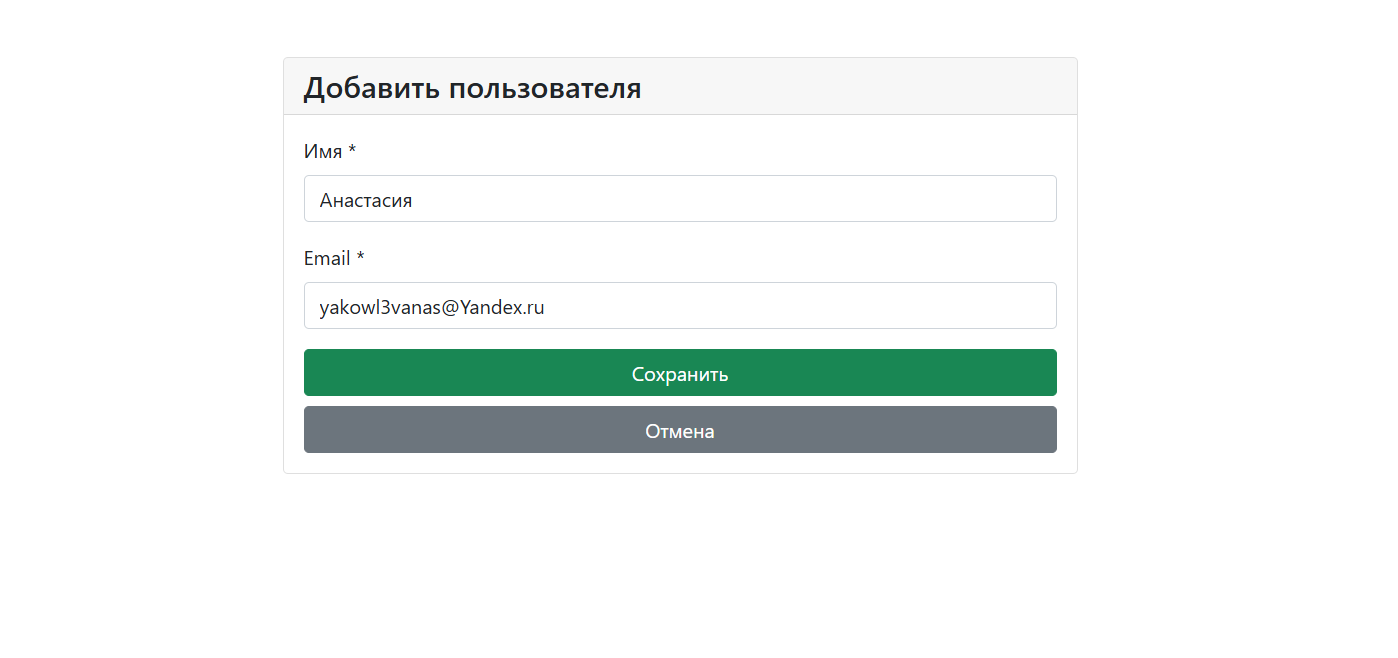 Добавить пользователя
Имя *
Анастасия
Email *
yakowl3vanas@Yandex.ru
Сохранить
Отмена